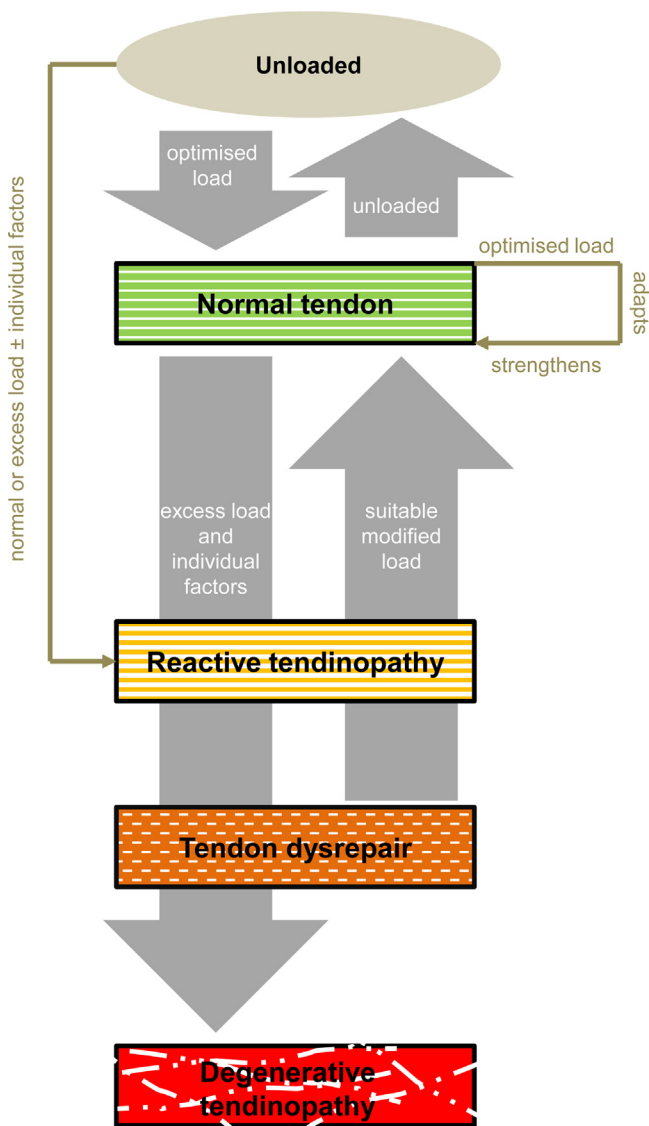 Unloaded
optimised
load
unloaded
normal or excess load ± individual factors
optimised load
adapts
strengthens
Normal tendon
excess load
and
individual
factors
suitable
modified
load
Reactive tendinopathy
Tendon dysrepair
Degenerative
tendinopathy